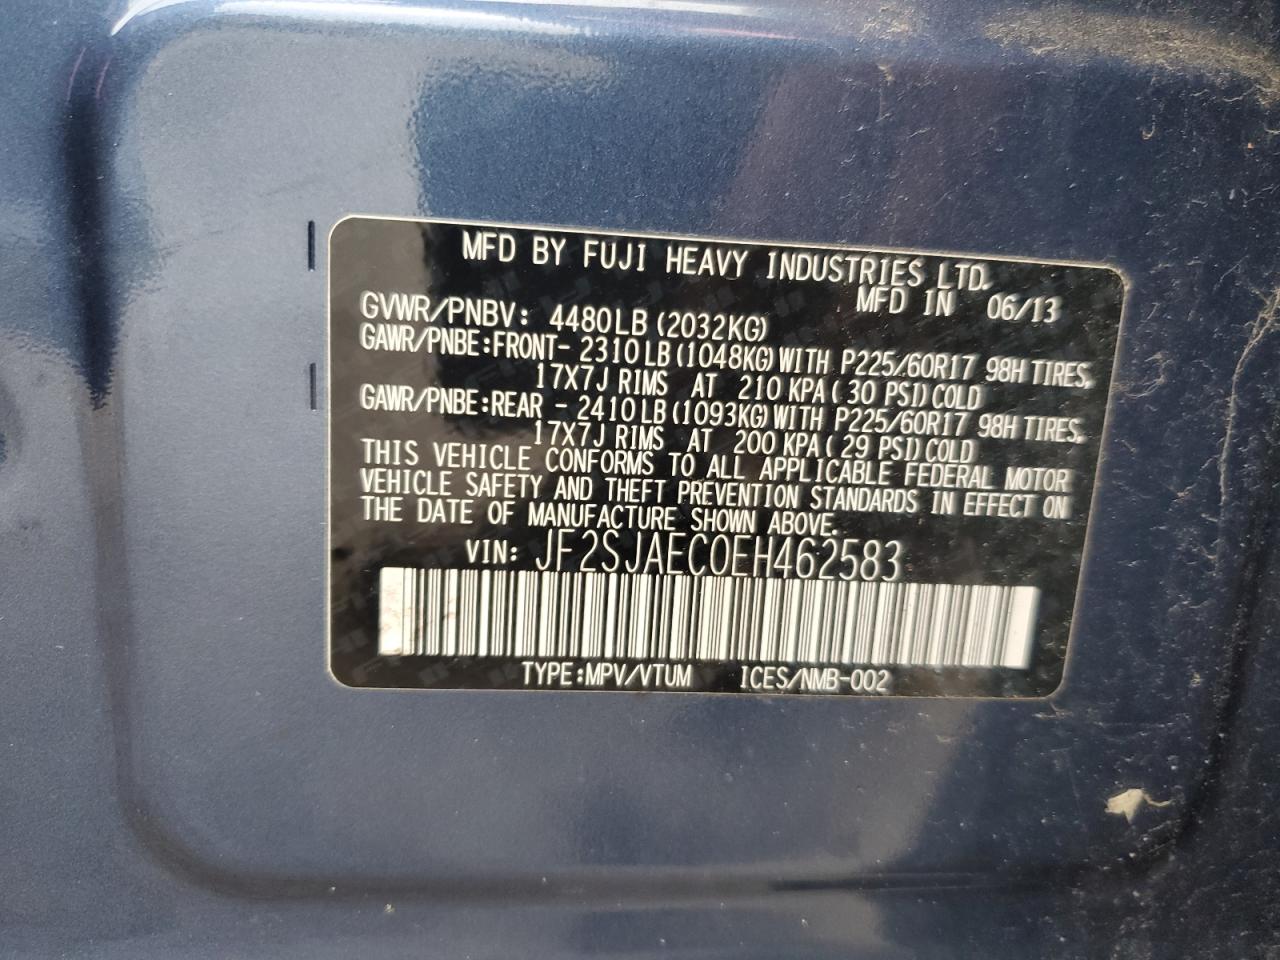 MFD BY FUJI HEAVY INDUSTRIES LTD.
MFD IN 06/13
GVWR/PNBV: 4480LB(2032KG)
GAWR/PNBE:FRONT- 2310LB(1048KG)WITH P225/60R17 98H TIRES,
17X7J RIMS AT 210 KPA( 30 PSI)COLD
GAWR/PNBE:REAR - 2410LB(1093KG)WITH P225/60R17 98H TIRES,
17X7J RIMS AT 200 KPA( 29 PSI)COLD
THIS VEHICLE CONFORMS TO ALL APPLICABLE FEDERAL MOTOR
VEHICLE SAFETY AND THEFT PREVENTION STANDARDS IN EFFECT ON
THE DATE OF MANUFACTURE SHOWN ABOVE.
VIN: JF2SJAEC0EH462583
TYPE:MPV/VTUM ICES/NMB-002